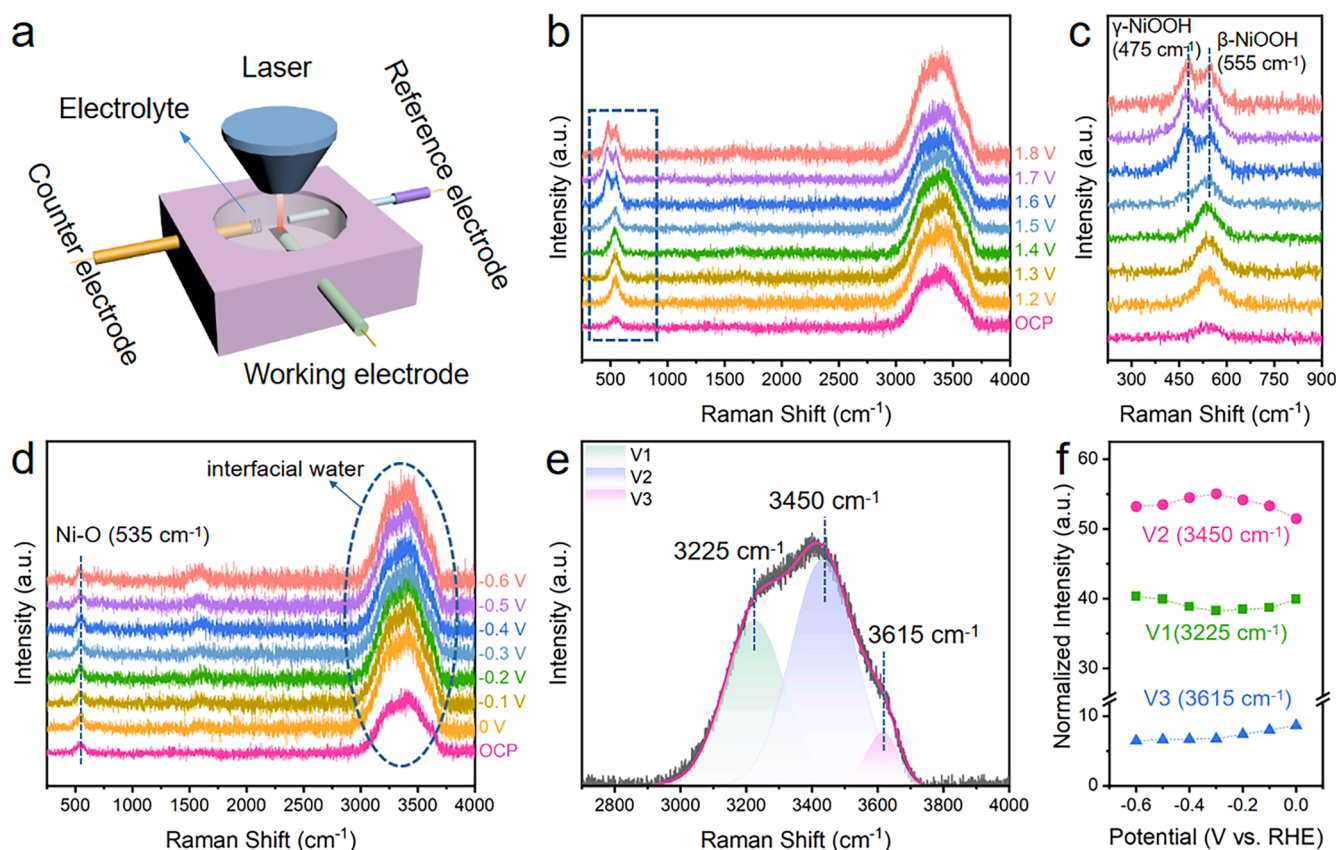 a
Laser
Electrolyte
Reference electrode
Counter electrode
Working electrode
b
Intensity (a.u.)
1.8 V
1.7 V
1.6 V
1.5 V
1.4 V
1.3 V
1.2 V
OCP
500 1000 1500 2000 2500 3000 3500 4000
Raman Shift (cm⁻¹)
c
γ-NiOOH
(475 cm⁻¹)
β-NiOOH
(555 cm⁻¹)
Intensity (a.u.)
300 450 600 750 900
Raman Shift (cm⁻¹)
d
interfacial water
Ni-O (535 cm⁻¹)
Intensity (a.u.)
-0.6 V
-0.5 V
-0.4 V
-0.3 V
-0.2 V
-0.1 V
0 V
OCP
500 1000 1500 2000 2500 3000 3500 4000
Raman Shift (cm⁻¹)
e
V1
V2
V3
3450 cm⁻¹
3225 cm⁻¹
3615 cm⁻¹
Intensity (a.u.)
2800 3000 3200 3400 3600 3800 4000
Raman Shift (cm⁻¹)
f
Normalized Intensity (a.u.)
60
50
40
30
10
0
V2 (3450 cm⁻¹)
V1(3225 cm⁻¹)
V3 (3615 cm⁻¹)
-0.6 -0.4 -0.2 0.0
Potential (V vs. RHE)